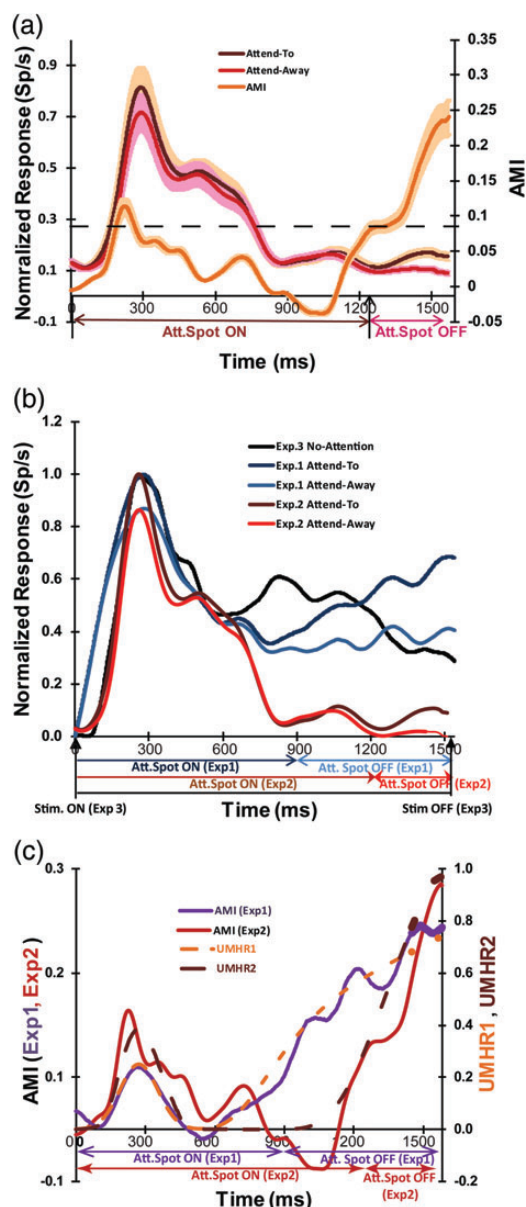 (a)
0.9
0.7
0.5
0.3
0.1
-0.1
Nomralized Response (Sp/s)
Attend-To
Attend-Away
AMI
0.35
0.3
0.25
0.2
0.15
0.1
0.05
0
-0.05
AMI
0 300 600 900 1200 1500
Att.Spot ON Att.Spot OFF
Time (ms)
(b)
1.2
1.0
0.8
0.6
0.4
0.2
0.0
Normalized Response (Sp/s)
Exp.3 No-Attention
Exp.1 Attend-To
Exp.1 Attend-Away
Exp.2 Attend-To
Exp.2 Attend-Away
0 300 600 900 1200 1500
Att.Spot ON (Exp1) Att. Spot OFF (Exp1)
Att.Spot ON (Exp2) Att.Spot OFF (Exp2)
Stim. ON (Exp 3) Time (ms) Stim OFF (Exp3)
(c)
0.3
0.2
0.1
0.0
-0.1
AMI (Exp1, Exp2)
AMI (Exp1)
AMI (Exp2)
UMHR1
UMHR2
1.0
0.8
0.6
0.4
0.2
0.0
-0.2
UMHR1, UMHR2
0 300 600 900 1200 1500
Att.Spot ON (Exp1) Att. Spot OFF (Exp1)
Att.Spot ON (Exp2) Att.Spot OFF
(Exp2)
Time (ms)